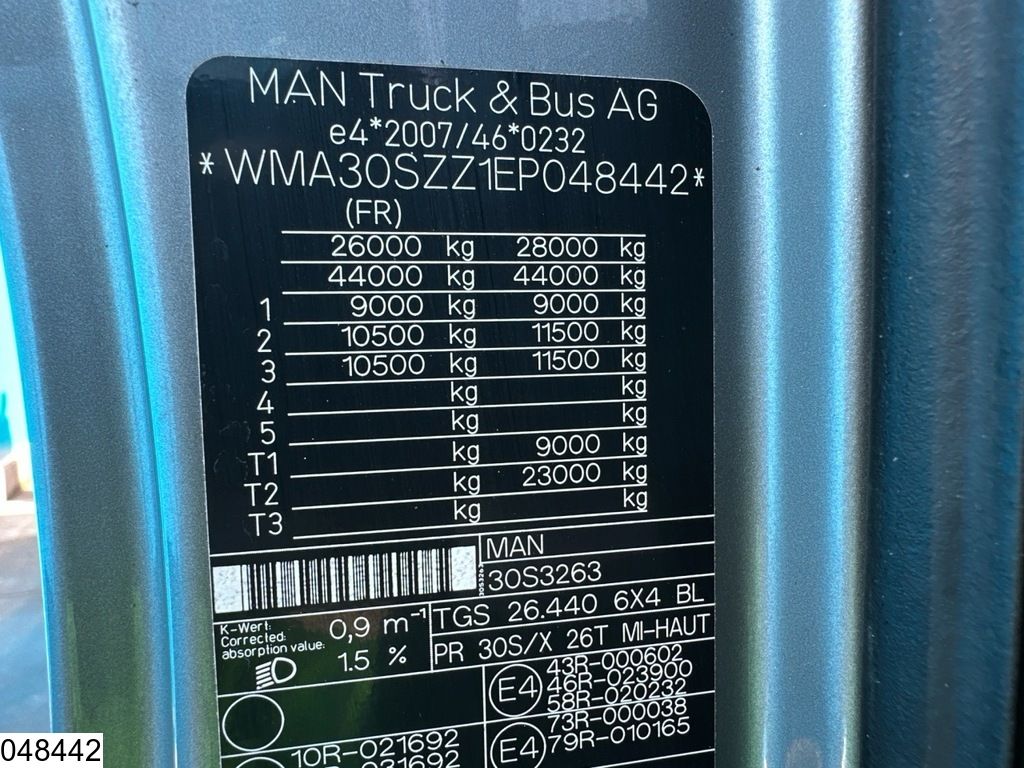 MAN Truck & Bus AG
e4*2007/46*0232
*WMA30SZZ1EP048442*
(FR)
26000 kg 28000 kg
44000 kg 44000 kg
1 9000 kg 9000 kg
2 10500 kg 11500 kg
3 10500 kg 11500 kg
4 kg kg
5 kg kg
T1 kg 9000 kg
T2 kg 23000 kg
T3 kg kg
30S3263
MAN
30S3263
K-Wert:
Corrected
absorption value: 0,9 m⁻¹
1.5 %
TGS 26.440 6X4 BL
PR 30S/X 26T MI-HAUT
E4 43R-000602
46R-023900
58R-020232
E4 73R-000038
79R-010165
10R-021692
048442